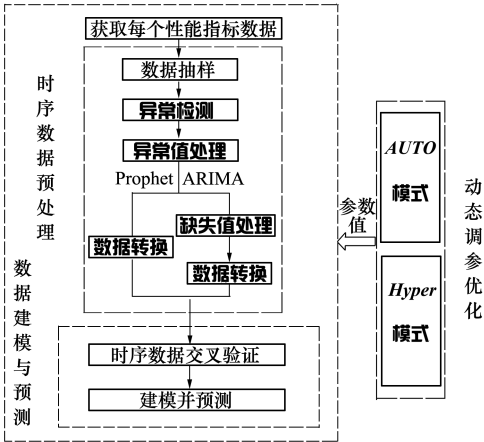 获取每个性能指标数据
时序数据预处理
数据抽样
异常检测
异常值处理
Prophet
ARIMA
缺失值处理
数据转换
数据转换
数据建模与预测
时序数据交叉验证
建模并预测
参数值
AUTO
模式
Hyper
模式
动态调参优化